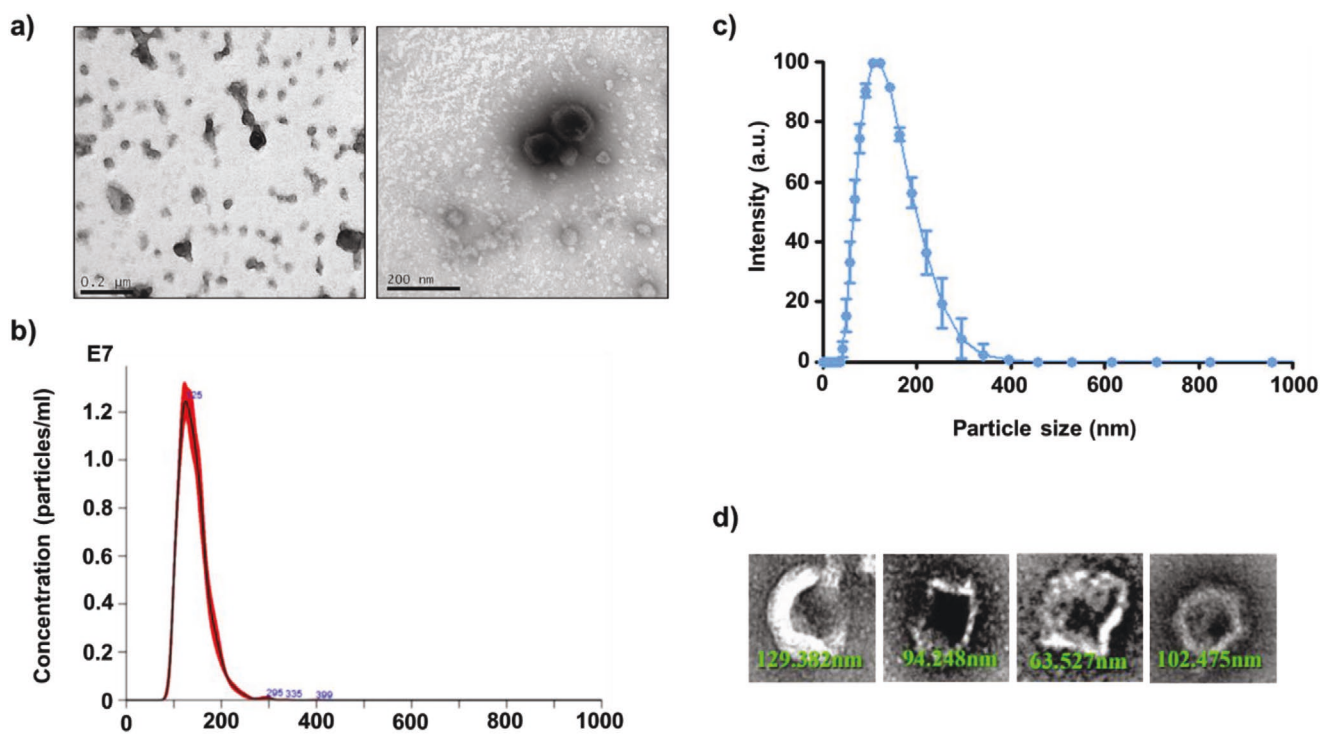 a)
0.2 µm
200 nm
b)
E7
Concentration (particles/ml)
1.2
1.0
0.8
0.6
0.4
0.2
0
295 335 399
0 200 400 600 800 1000
c)
Intensity (a.u.)
100
80
60
40
20
0
0 200 400 600 800 1000
Particle size (nm)
d)
129.382nm 94.248nm 63.527nm 102.475nm